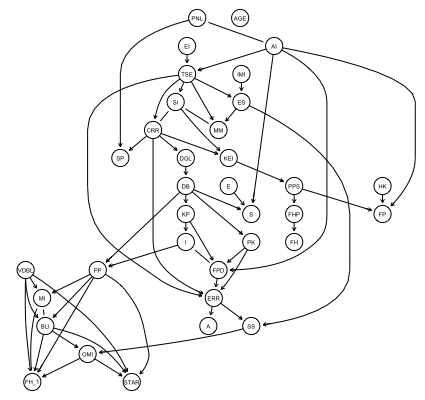 PNL AGE
EI AI
TSE IMI
SI ES
CRR MM
SP DGL KEI
DB E PPS HK
KP S FHP FP
I PK FH
VDBL PP FPD
MI ERR
BLI A SS
OMI
FH_1 STAR